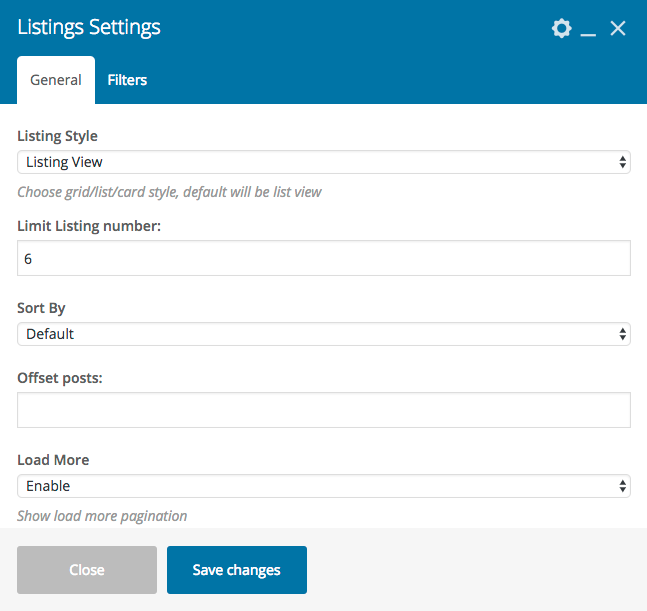 Listings Settings
General
Filters
Listing Style
Listing View
Choose grid/list/card style, default will be list view
Limit Listing number:
6
Sort By
Default
Offset posts:
Load More
Enable
Show load more pagination
Close
Save changes